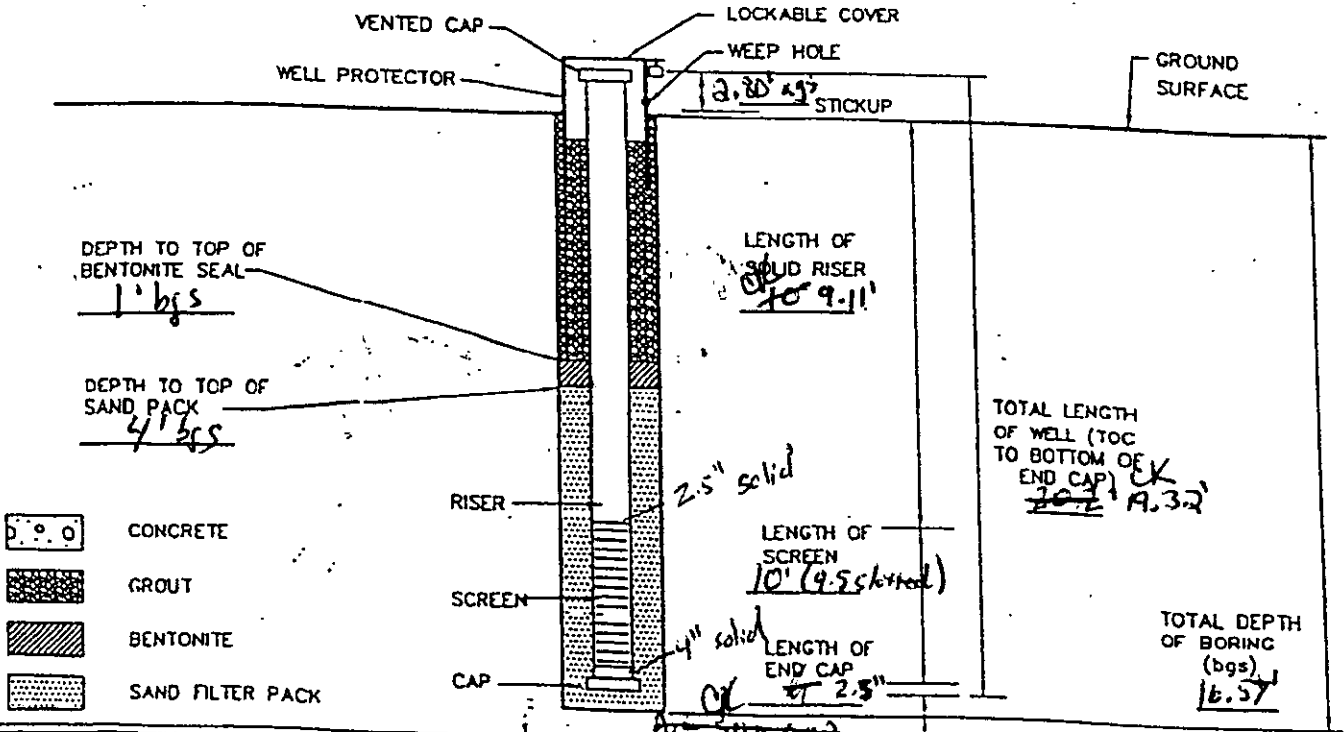 VENTED CAP
LOCKABLE COVER
WEEP HOLE
WELL PROTECTOR
GROUND
SURFACE
2.80'
STICKUP
DEPTH TO TOP OF
BENTONITE SEAL
1' bgs
LENGTH OF
SOLID RISER
10' 9.11'
DEPTH TO TOP OF
SAND PACK
4' bgs
TOTAL LENGTH
OF WELL (TOC
TO BOTTOM OF
END CAP)
20.2' 19.32'
RISER
2.5" solid
CONCRETE
LENGTH OF
SCREEN
10' (9.5 slotted)
GROUT
SCREEN
BENTONITE
4" solid
LENGTH OF
END CAP
2.5"
TOTAL DEPTH
OF BORING
(bgs)
16.57'
CAP
SAND FILTER PACK